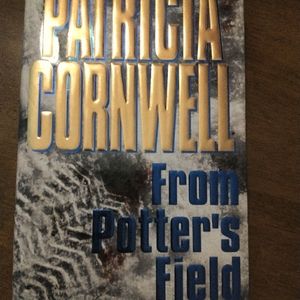 PATRICIA
CORNWELL
From
Potter's
Field